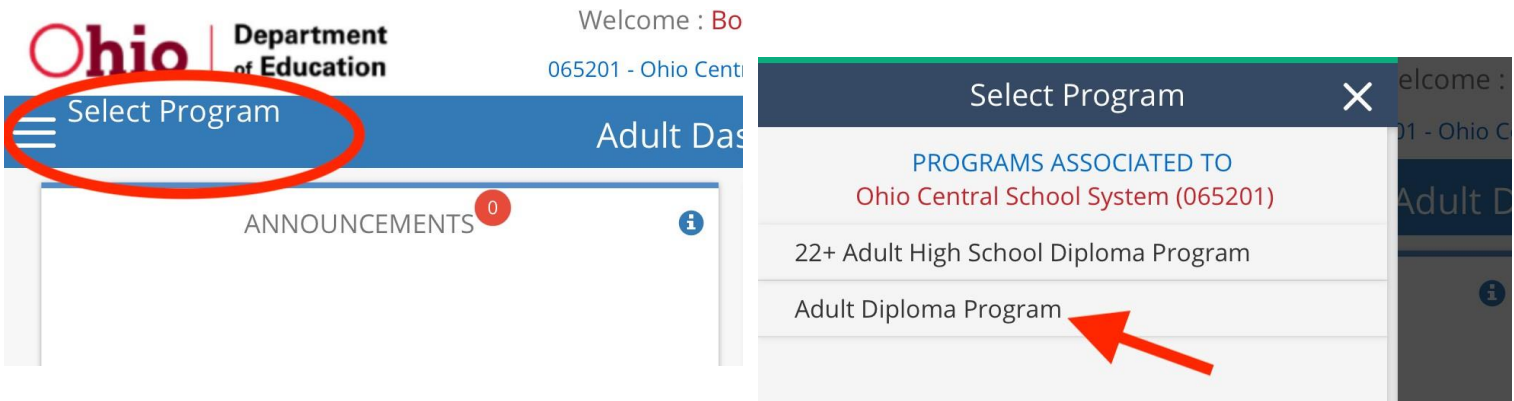 Ohio Department of Education
Welcome : Bo
065201 - Ohio Cent
Select Program
Adult Das
ANNOUNCEMENTS 0
Select Program
elcome :
01 - Ohio C
PROGRAMS ASSOCIATED TO
Ohio Central School System (065201)
Adult D
22+ Adult High School Diploma Program
Adult Diploma Program